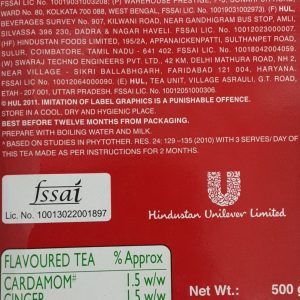 WARD NO. 80, KOLKATA 700 088, WEST BENGAL, FSSAI LIC NO.
BEVERAGES SURVEY NO. 907, KILWANI ROAD, NEAR GANDHIGRAM BUS STOP, AMLI,
SILVASSA 396 230, DADRA & NAGAR HAVELI. FSSAI LIC NO. : 10012023000007.
(P) HINDUSTAN FOODS LIMITED, 195/2A, APPANAICKENPATTI, SULTHANPET ROAD,
SULUR, COIMBATORE, TAMIL NADU - 641 402. FSSAI LIC NO. : 10018042004059.
(W) SWARAJ TECHNO ENGINEERS PVT LTD., 42 KM, DELHI MATHURA ROAD, NH 2,
NEAR VILLAGE - SIKRI BALLABHGARH, FARIDABAD 121 004, HARYANA.
FSSAI LIC NO.: 10012064000090. (E) HUL, TEA UNIT, VILLAGE ASRAULI, G.T. ROAD,
ETAH - 207 001, UTTAR PRADESH. FSSAI LIC NO.: 10012051000306.
© HUL 2011. IMITATION OF LABEL GRAPHICS IS A PUNISHABLE OFFENCE.
STORE IN A COOL, DRY AND HYGIENIC PLACE.
BEST BEFORE TWELVE MONTHS FROM PACKAGING.
PREPARE WITH BOILING WATER AND MILK.
^ BASED ON STUDIES IN PHYTOTHER. RES. 24: 129-135 (2010) WITH 3 SERVES/ DAY OF
THIS TEA MADE AS PER INSTRUCTIONS FOR 2 MONTHS.
fssai
Lic. No. 10013022001897
Hindustan Unilever Limited
FLAVOURED TEA % Approx
CARDAMOM# 1.5 w/w
GINGER 1.5 w/w
Net Wt.: 500 g